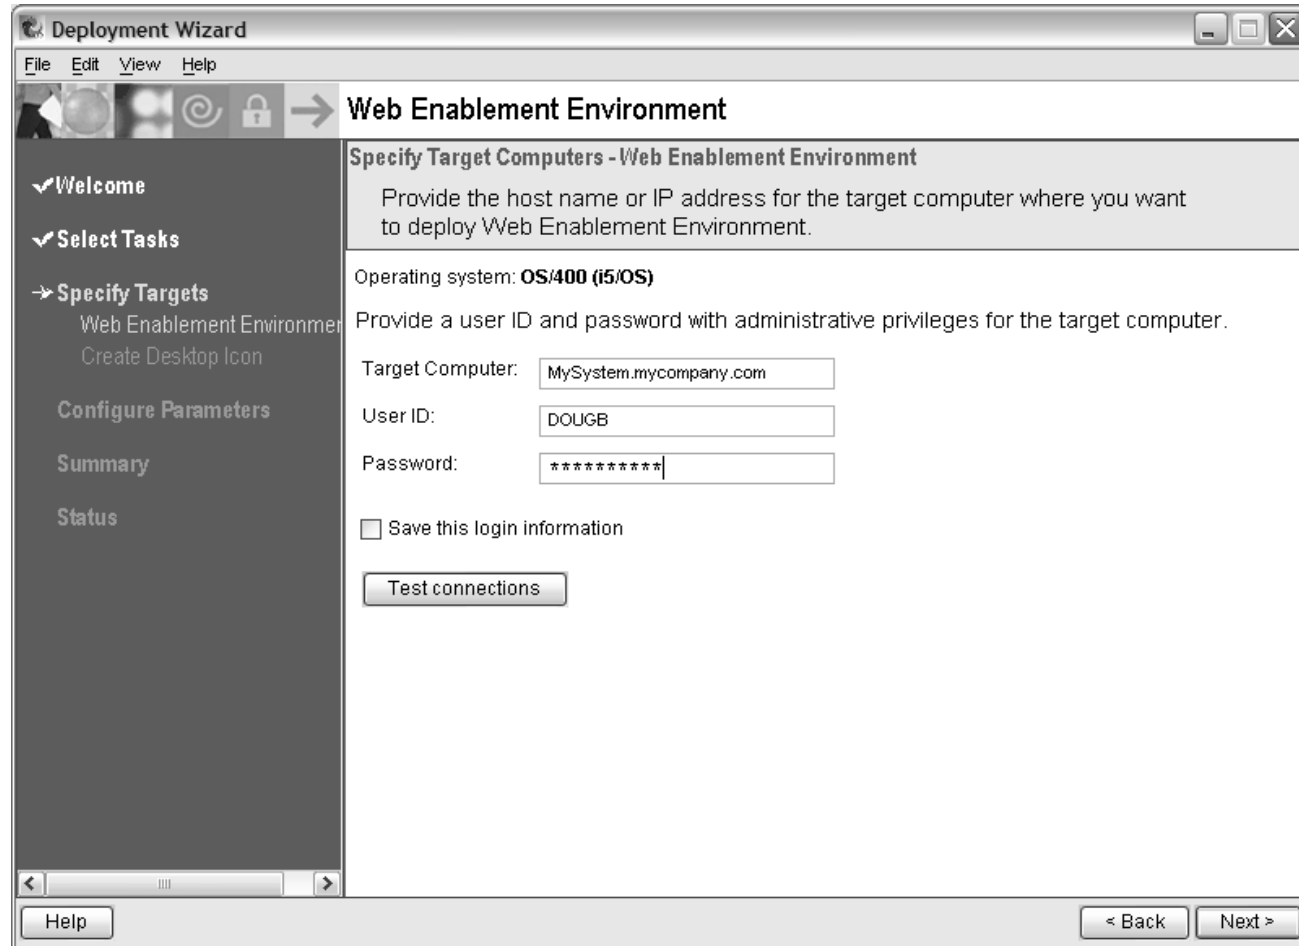 Deployment Wizard
File Edit View Help
Web Enablement Environment
Welcome
Select Tasks
Specify Targets
Web Enablement Environmer
Create Desktop Icon
Configure Parameters
Summary
Status
Specify Target Computers - Web Enablement Environment
Provide the host name or IP address for the target computer where you want
to deploy Web Enablement Environment.
Operating system: OS/400 (i5/OS)
Provide a user ID and password with administrative privileges for the target computer.
Target Computer: MySystem.mycompany.com
User ID: DOUGB
Password: **********
Save this login information
Test connections
Help
< Back Next >